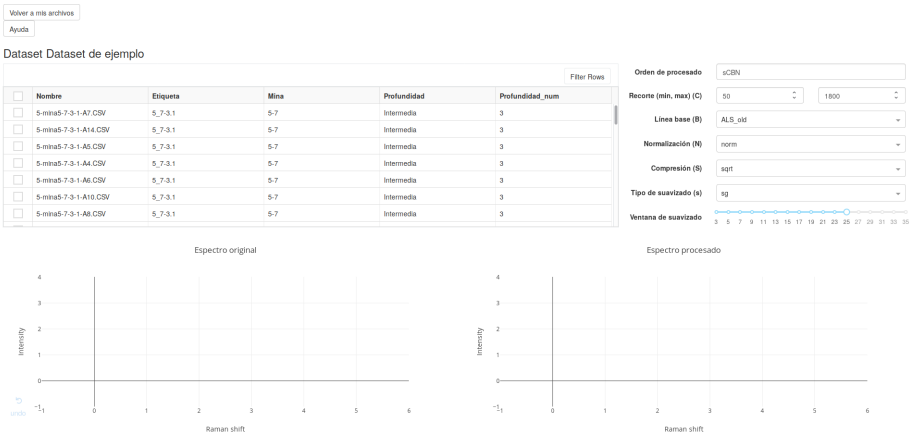 Volver a mis archivos
Ayuda
Dataset Dataset de ejemplo
Filter Rows
Nombre Etiqueta Mina Profundidad Profundidad_num
5-mina5-7-3-1-A7.CSV 5_7-3.1 5-7 Intermedia 3
5-mina5-7-3-1-A14.CSV 5_7-3.1 5-7 Intermedia 3
5-mina5-7-3-1-A5.CSV 5_7-3.1 5-7 Intermedia 3
5-mina5-7-3-1-A4.CSV 5_7-3.1 5-7 Intermedia 3
5-mina5-7-3-1-A6.CSV 5_7-3.1 5-7 Intermedia 3
5-mina5-7-3-1-A10.CSV 5_7-3.1 5-7 Intermedia 3
5-mina5-7-3-1-A8.CSV 5_7-3.1 5-7 Intermedia 3
Orden de procesado sCBN
Recorte (min, max) (C) 50 1800
Línea base (B) ALS_old
Normalización (N) norm
Compresión (S) sqrt
Tipo de suavizado (s) sg
Ventana de suavizado
3 5 7 9 11 13 15 17 19 21 23 25 27 29 31 33 35
Espectro original
4
3
2
1
0
−1
−1 0 1 2 3 4 5 6
Intensity
Raman shift
undo
Espectro procesado
4
3
2
1
0
−1
−1 0 1 2 3 4 5 6
Intensity
Raman shift